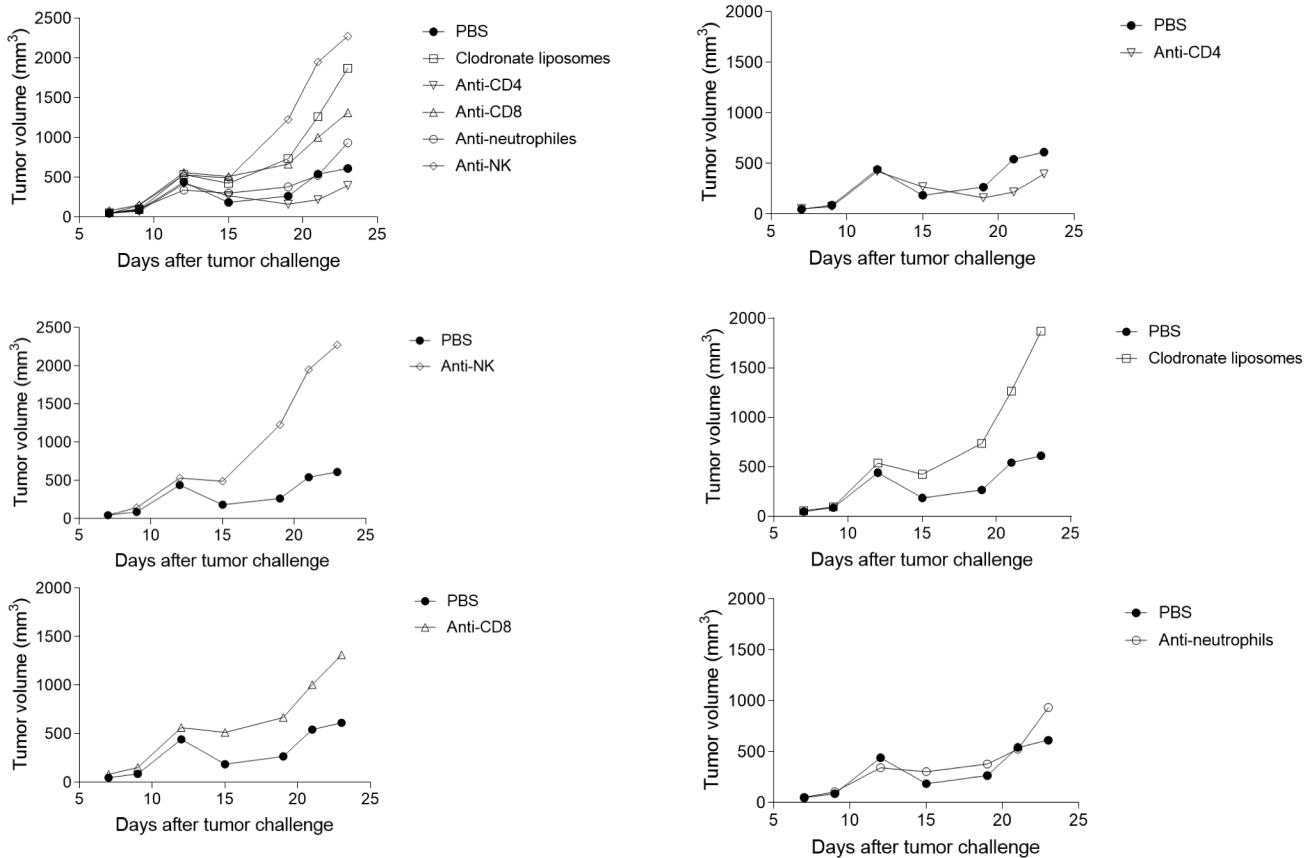 Tumor volume (mm3)
2500
2000
1500
1000
500
0
5
10
15
20
25
Days after tumor challenge
PBS
Clodronate liposomes
Anti-CD4
Anti-CD8
Anti-neutrophiles
Anti-NK
Tumor volume (mm3)
2000
1500
1000
500
0
5
10
15
20
25
Days after tumor challenge
PBS
Anti-CD4
Tumor volume (mm3)
2500
2000
1500
1000
500
0
5
10
15
20
25
Days after tumor challenge
PBS
Anti-NK
Tumor volume (mm3)
2000
1500
1000
500
0
5
10
15
20
25
Days after tumor challenge
PBS
Clodronate liposomes
Tumor volume (mm3)
2000
1500
1000
500
0
5
10
15
20
25
Days after tumor challenge
PBS
Anti-CD8
Tumor volume (mm3)
2000
1500
1000
500
0
5
10
15
20
25
Days after tumor challenge
PBS
Anti-neutrophils